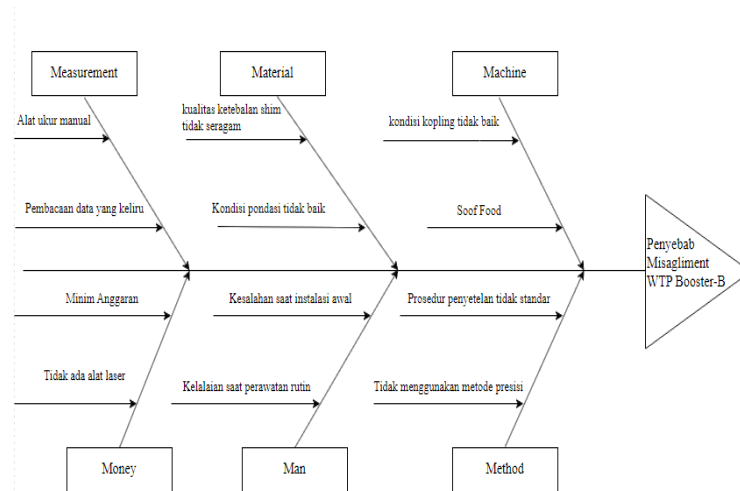 Measurement
Material
Machine
Alat ukur manual
kualitas ketebalan shim
tidak seragam
kondisi kopling tidak baik
Pembacaan data yang keliru
Kondisi pondasi tidak baik
Soof Food
Penyebab
Misagliment
WTP Booster-B
Minim Anggaran
Kesalahan saat instalasi awal
Prosedur penyetelan tidak standar
Tidak ada alat laser
Kelalaian saat perawatan rutin
Tidak menggunakan metode presisi
Money
Man
Method